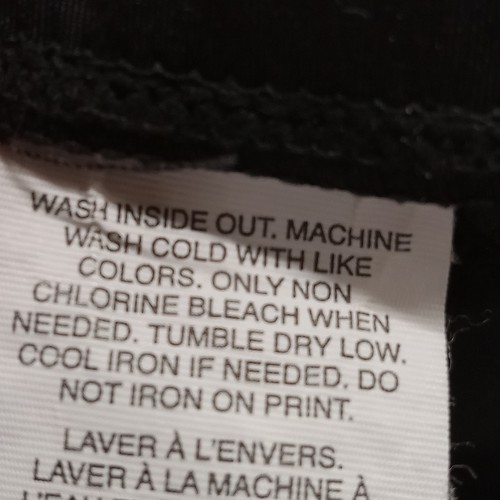 WASH INSIDE OUT. MACHINE
WASH COLD WITH LIKE
COLORS. ONLY NON
CHLORINE BLEACH WHEN
NEEDED. TUMBLE DRY LOW.
COOL IRON IF NEEDED. DO
NOT IRON ON PRINT.
LAVER À L'ENVERS.
LAVER À LA MACHINE À